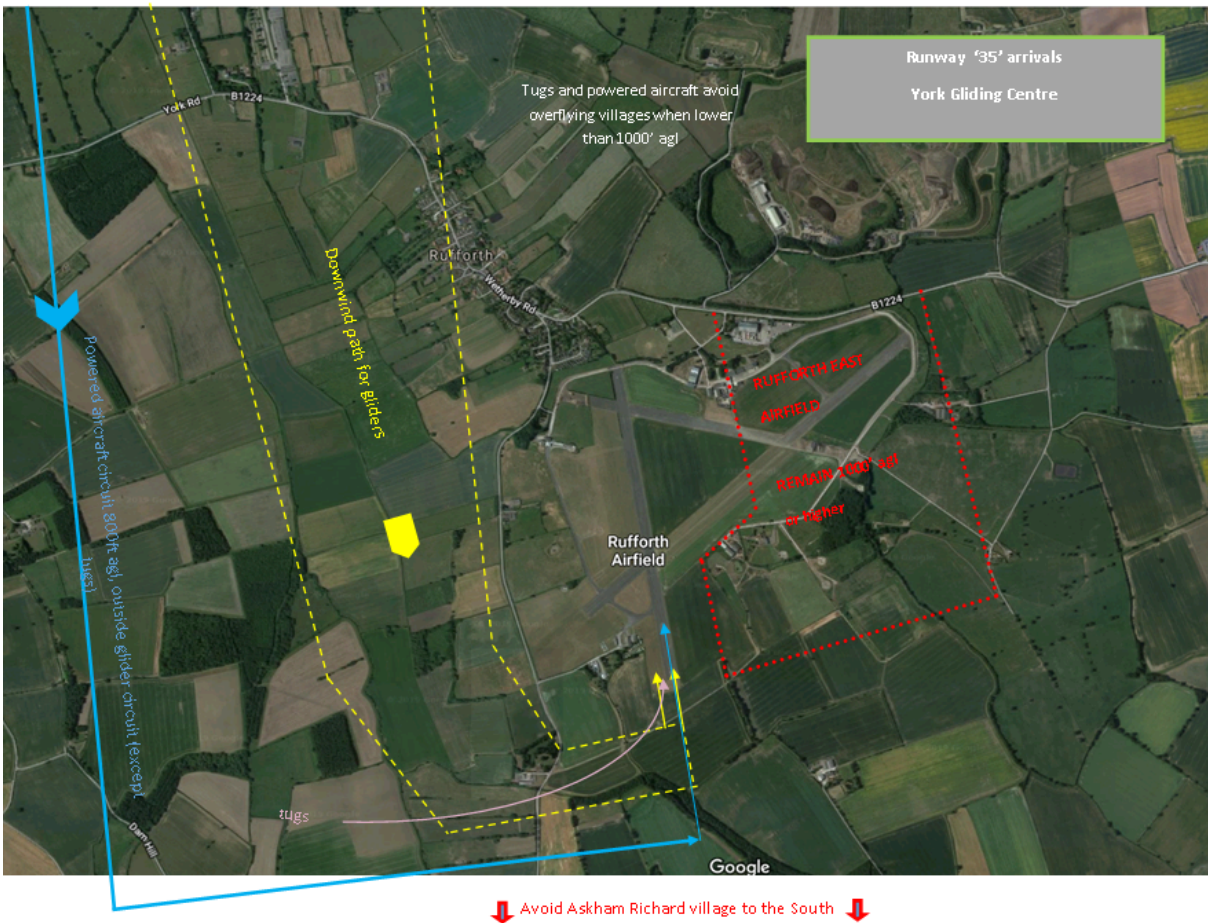 Runway ‘35’ arrivals
York Gliding Centre
Tugs and powered aircraft avoid
overflying villages when lower
than 1000’ agl
York Rd
B1224
Rufforth
Wetherby Rd
B1224
Downwind path for gliders
RUFFORTH EASY
AIRFIELD
REMAIN 1000’ agl
or higher
Powered aircraft circuit 800ft agl, outside glider circuit (except
tugs)
Rufforth
Airfield
tugs
Dam Hill
Google
Avoid Askham Richard village to the South